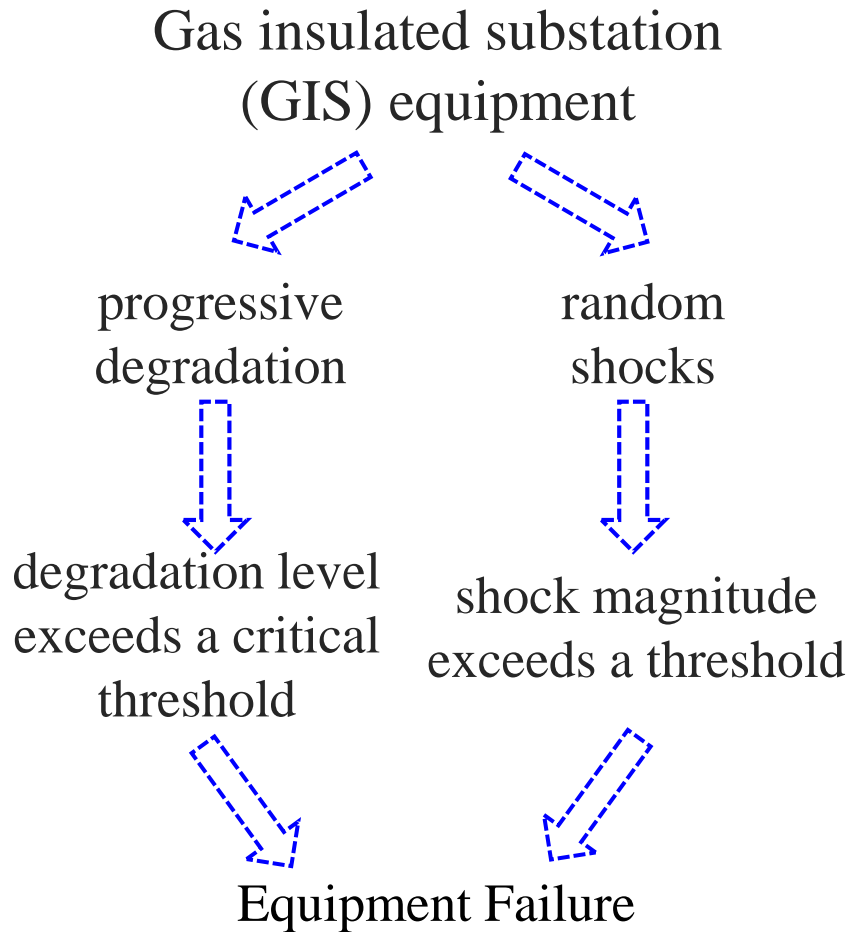 Gas insulated substation
(GIS) equipment
progressive
degradation
random
shocks
degradation level
exceeds a critical
threshold
shock magnitude
exceeds a threshold
Equipment Failure